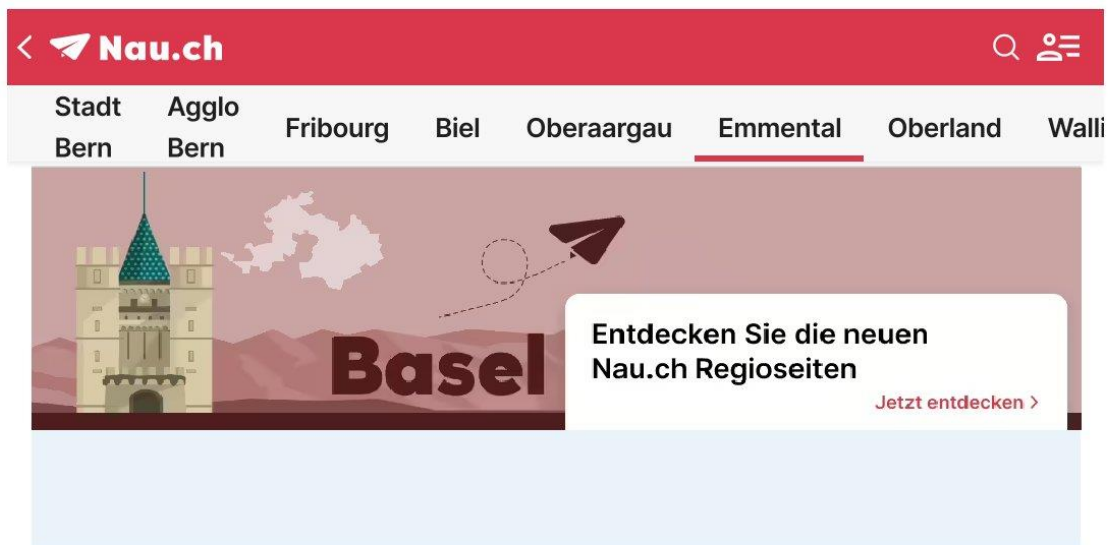 Nau.ch
Stadt Bern
Agglo Bern
Fribourg
Biel
Oberaargau
Emmental
Oberland
Walli
Basel
Entdecken Sie die neuen
Nau.ch Regioseiten
Jetzt entdecken >